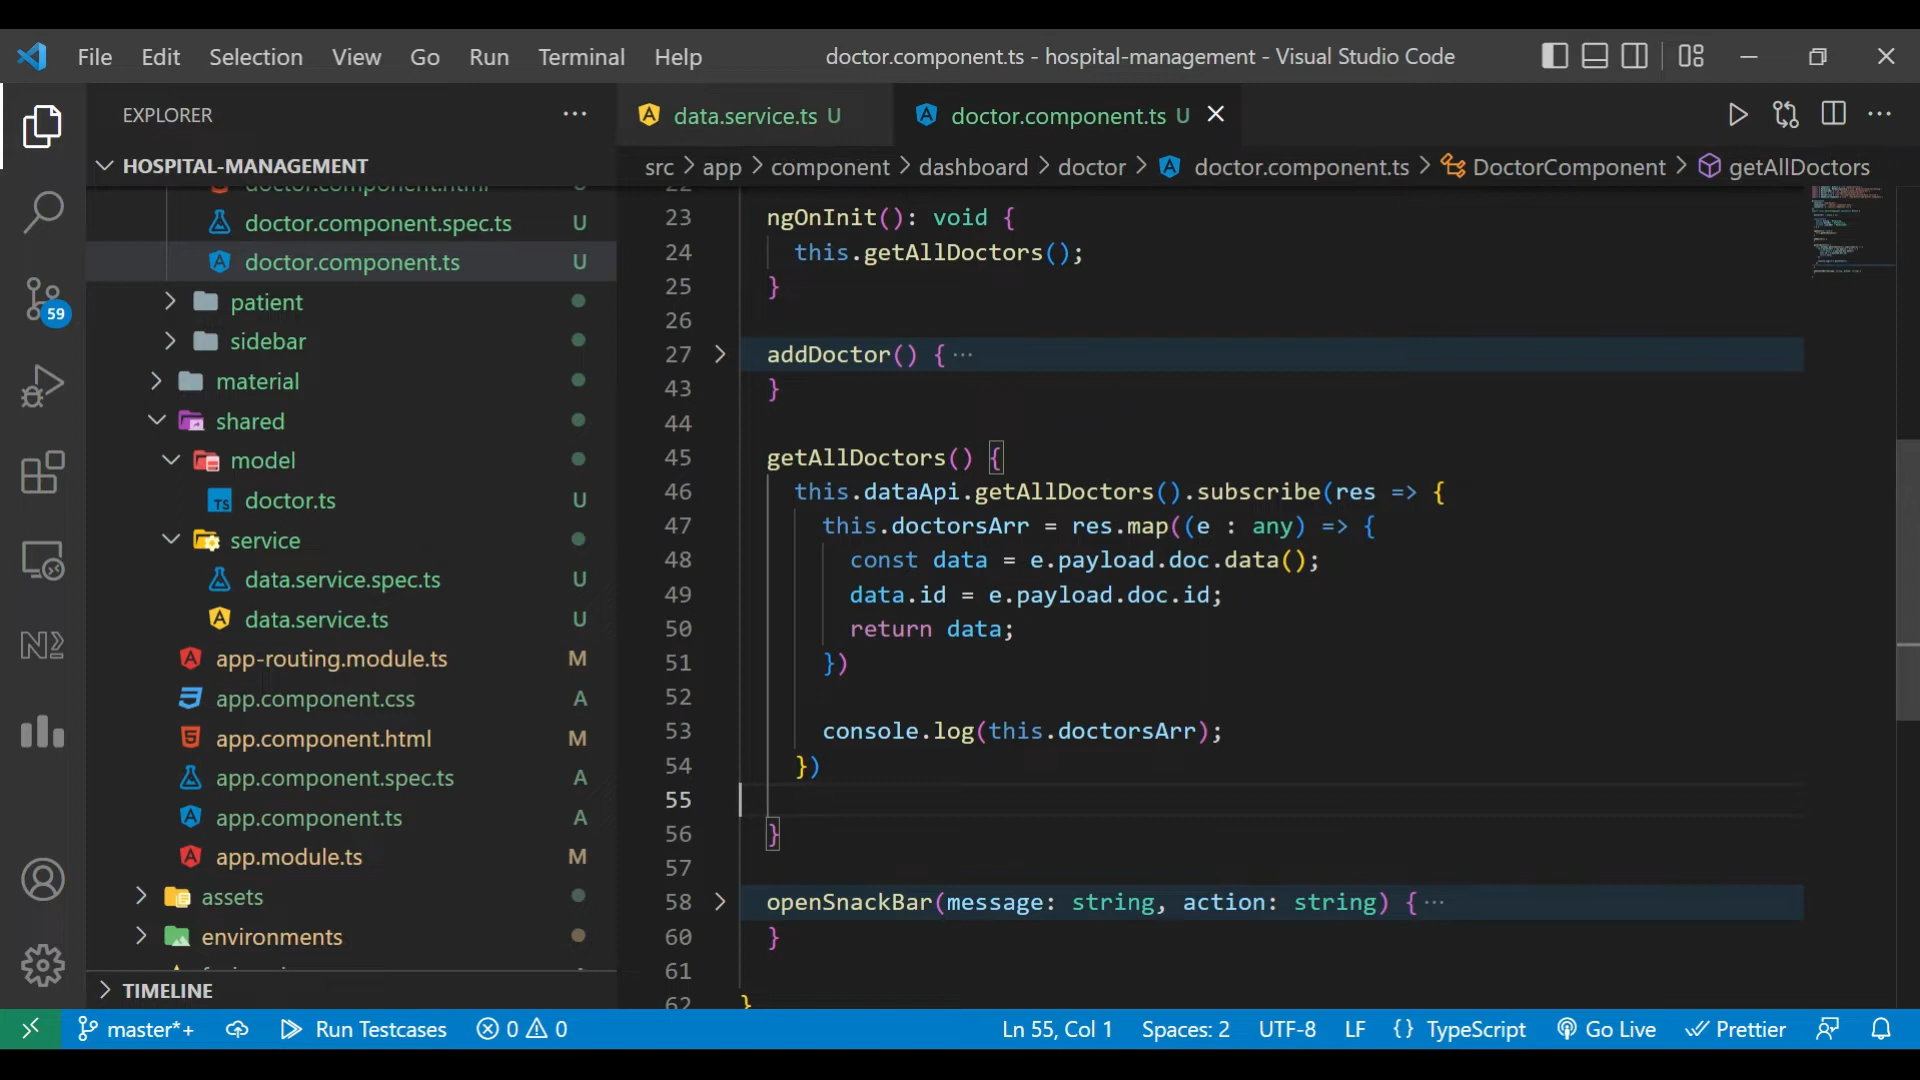 File Edit Selection View Go Run Terminal Help doctor.component.ts - hospital-management - Visual Studio Code
EXPLORER
data.service.ts U
doctor.component.ts U
HOSPITAL-MANAGEMENT
src > app > component > dashboard > doctor > doctor.component.ts > DoctorComponent > getAllDoctors
doctor.component.html
doctor.component.spec.ts U
doctor.component.ts U
patient
sidebar
material
shared
model
doctor.ts U
service
data.service.spec.ts U
data.service.ts U
app-routing.module.ts M
app.component.css A
app.component.html M
app.component.spec.ts A
app.component.ts A
app.module.ts M
assets
environments
TIMELINE
59
22
23 ngOnInit(): void {
24 this.getAllDoctors();
25 }
26
27 addDoctor() { ···
43 }
44
45 getAllDoctors() {
46 this.dataApi.getAllDoctors().subscribe(res => {
47 this.doctorsArr = res.map((e : any) => {
48 const data = e.payload.doc.data();
49 data.id = e.payload.doc.id;
50 return data;
51 })
52
53 console.log(this.doctorsArr);
54 })
55
56 }
57
58 openSnackBar(message: string, action: string) { ···
60 }
61
62 }
master*+ Run Testcases 0 0 Ln 55, Col 1 Spaces: 2 UTF-8 LF {} TypeScript Go Live Prettier